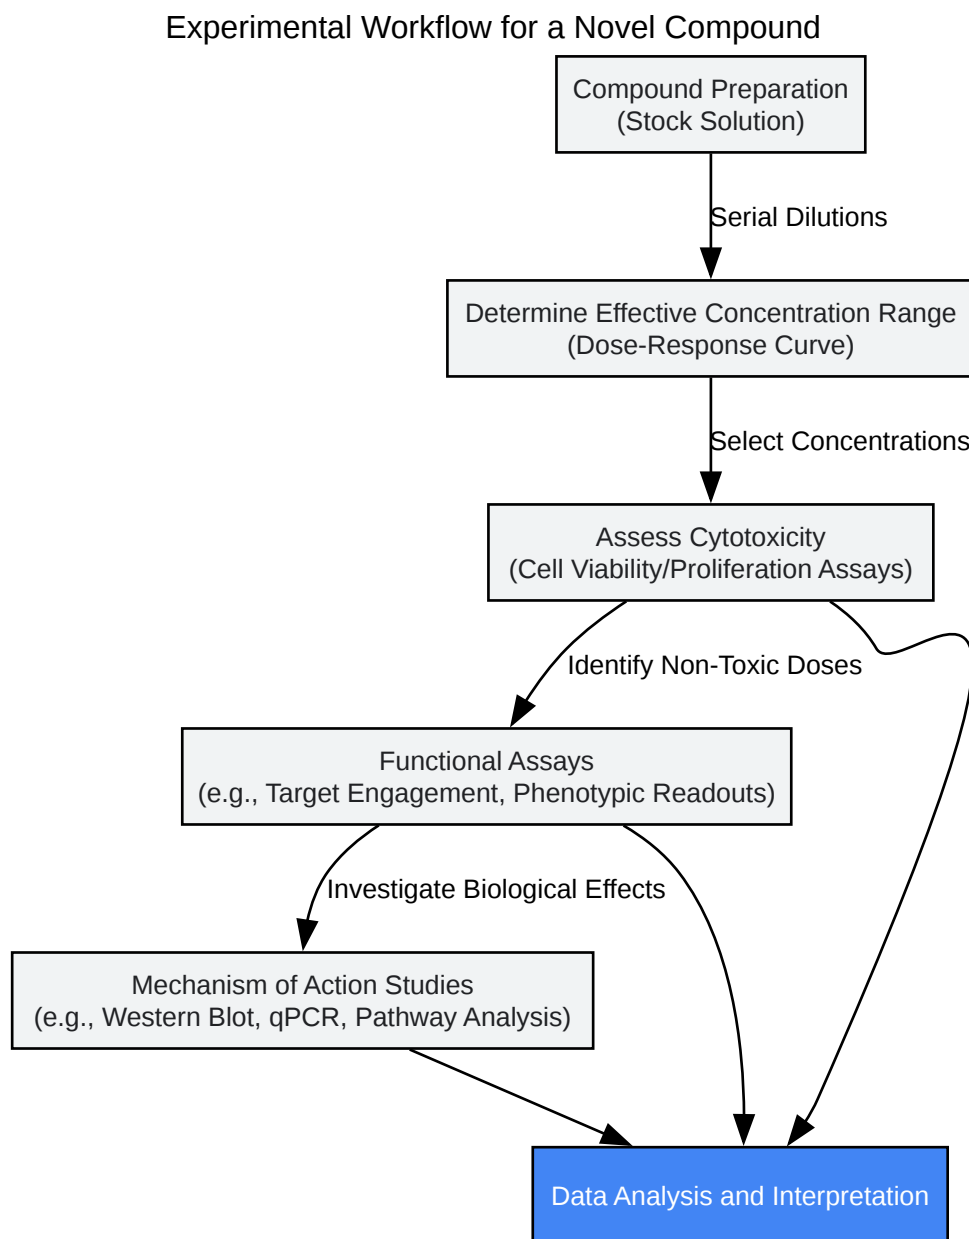 Experimental Workflow for a Novel Compound
Compound Preparation
(Stock Solution)
Serial Dilutions
Determine Effective Concentration Range
(Dose-Response Curve)
Select Concentrations
Assess Cytotoxicity
(Cell Viability/Proliferation Assays)
Identify Non-Toxic Doses
Functional Assays
(e.g., Target Engagement, Phenotypic Readouts)
Investigate Biological Effects
Mechanism of Action Studies
(e.g., Western Blot, qPCR, Pathway Analysis)
Data Analysis and Interpretation